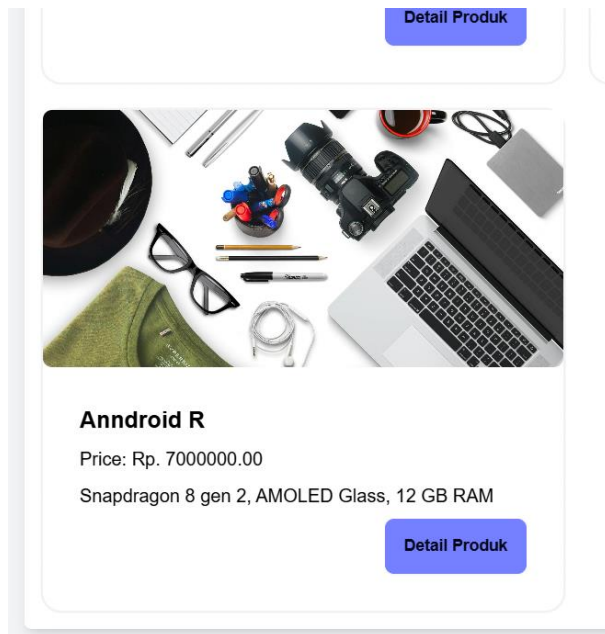 Detail Produk
Anndroid R
Price: Rp. 7000000.00
Snapdragon 8 gen 2, AMOLED Glass, 12 GB RAM
Detail Produk